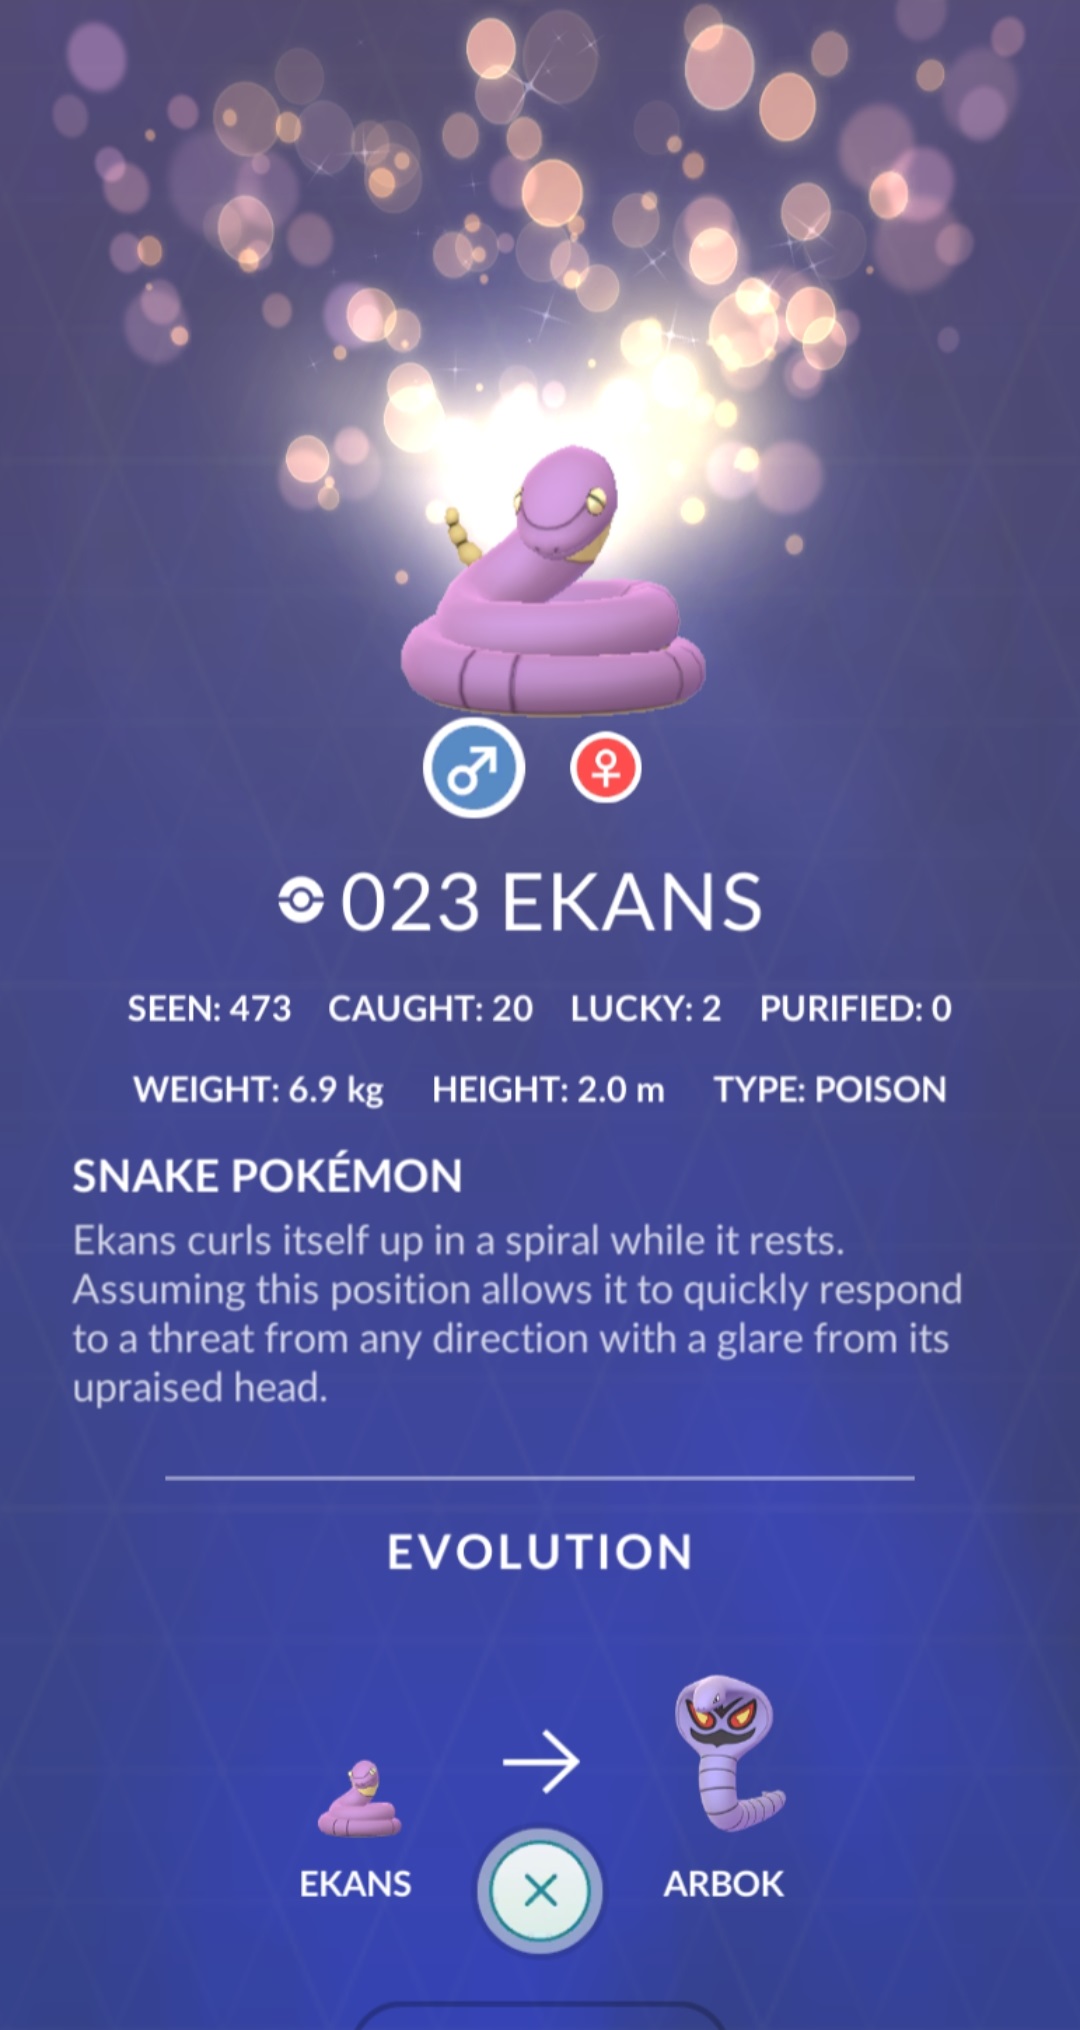 023 EKANS
SEEN: 473 CAUGHT: 20 LUCKY: 2 PURIFIED: 0
WEIGHT: 6.9 kg HEIGHT: 2.0 m TYPE: POISON
SNAKE POKÉMON
Ekans curls itself up in a spiral while it rests.
Assuming this position allows it to quickly respond
to a threat from any direction with a glare from its
upraised head.
EVOLUTION
EKANS ARBOK